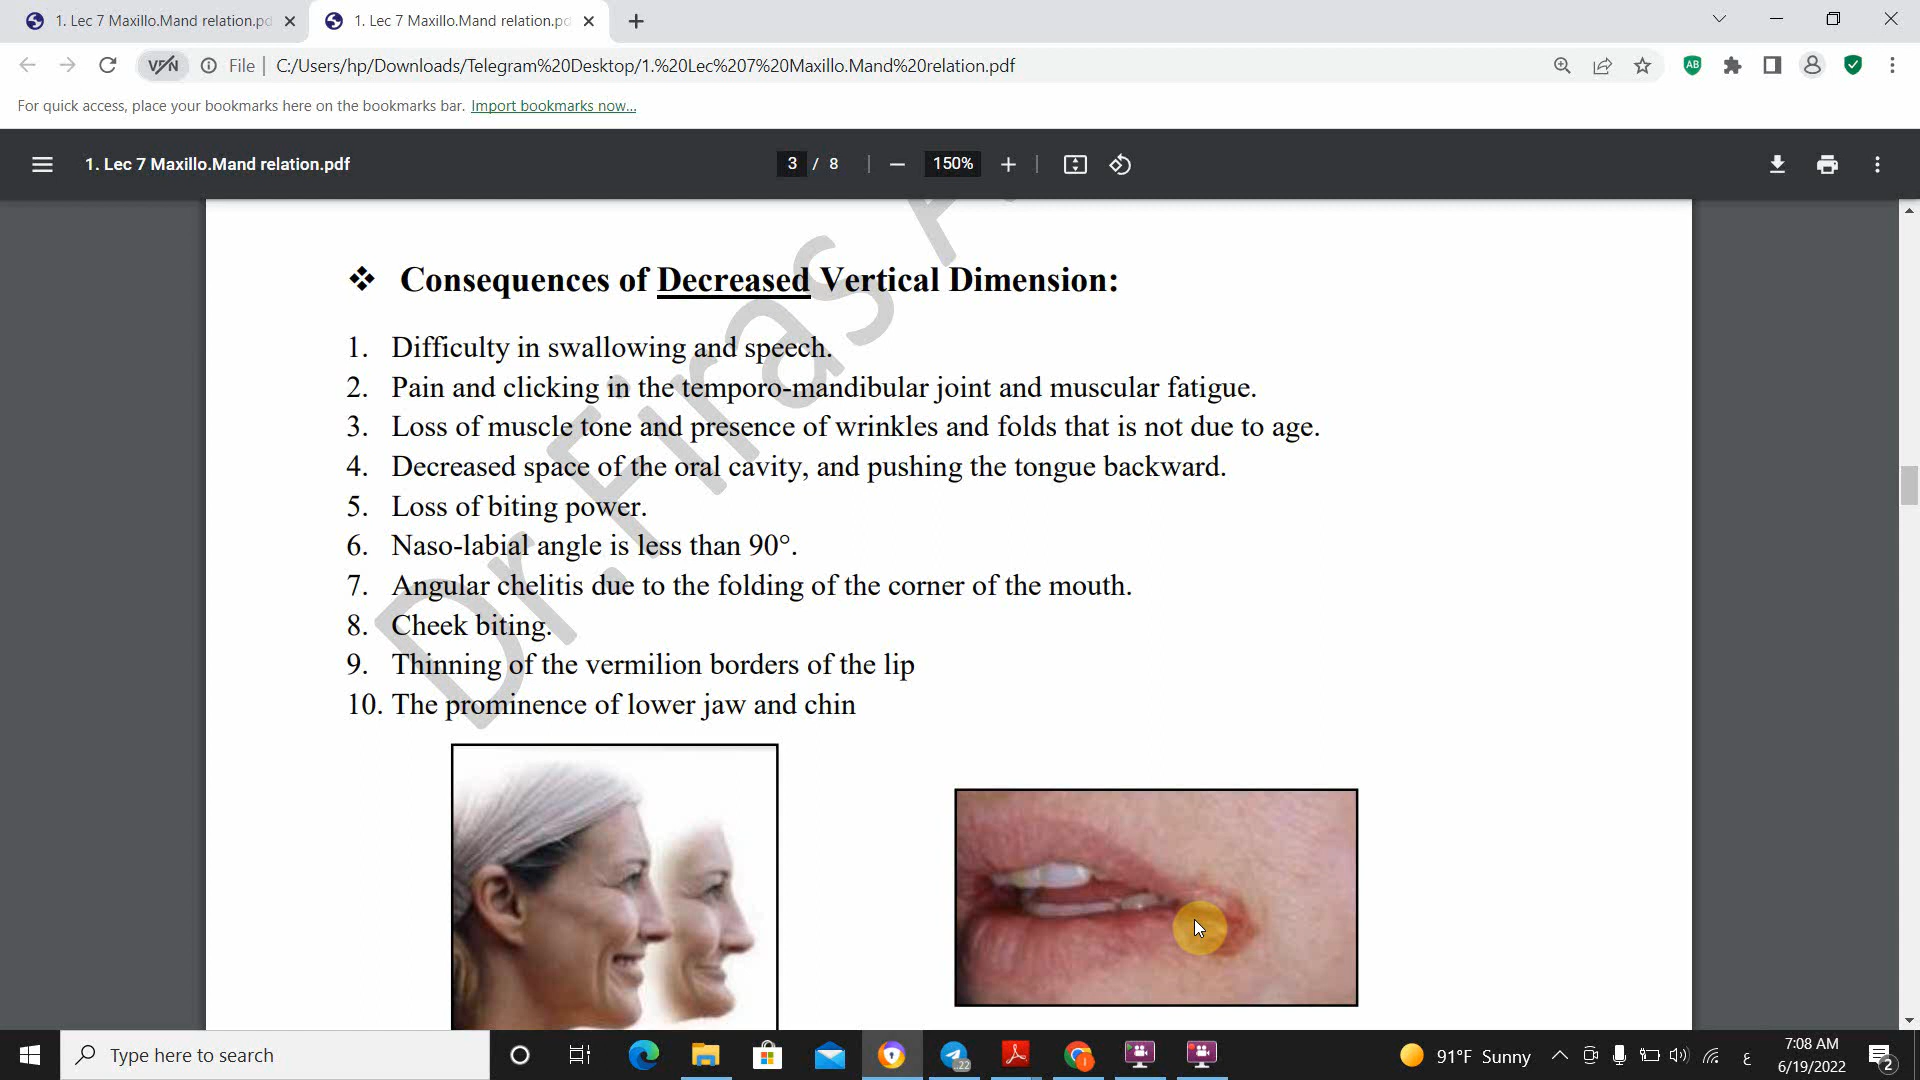 1. Lec 7 Maxillo.Mand relation.pd
1. Lec 7 Maxillo.Mand relation.pd
VPN
File
C:/Users/hp/Downloads/Telegram%20Desktop/1.%20Lec%207%20Maxillo.Mand%20relation.pdf
AB
For quick access, place your bookmarks here on the bookmarks bar. Import bookmarks now...
1. Lec 7 Maxillo.Mand relation.pdf
3 / 8
150%
❖ Consequences of Decreased Vertical Dimension:
1. Difficulty in swallowing and speech.
2. Pain and clicking in the temporo-mandibular joint and muscular fatigue.
3. Loss of muscle tone and presence of wrinkles and folds that is not due to age.
4. Decreased space of the oral cavity, and pushing the tongue backward.
5. Loss of biting power.
6. Naso-labial angle is less than 90°.
7. Angular chelitis due to the folding of the corner of the mouth.
8. Cheek biting.
9. Thinning of the vermilion borders of the lip
10. The prominence of lower jaw and chin
Dr.Firas A
Type here to search
22
91°F Sunny
ع
7:08 AM
6/19/2022
2